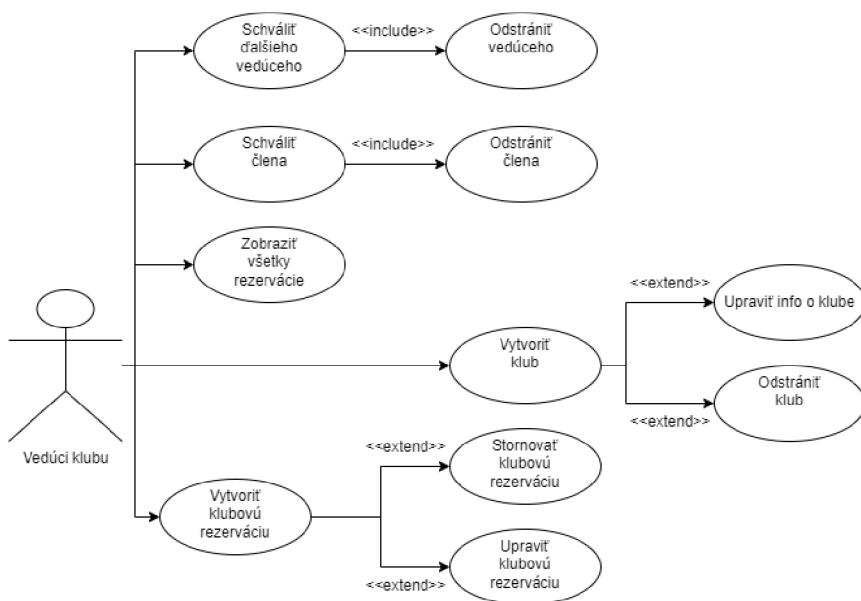 Schváliť
ďalšieho
vedúceho
<<include>>
Odstrániť
vedúceho
Schváliť
člena
<<include>>
Odstrániť
člena
Zobraziť
všetky
rezervácie
<<extend>>
Upraviť info o klube
Vytvoriť
klub
<<extend>>
Odstrániť
klub
Vedúci klubu
<<extend>>
Stornovať
klubovú
rezerváciu
Vytvoriť
klubovú
rezerváciu
<<extend>>
Upraviť
klubovú
rezerváciu